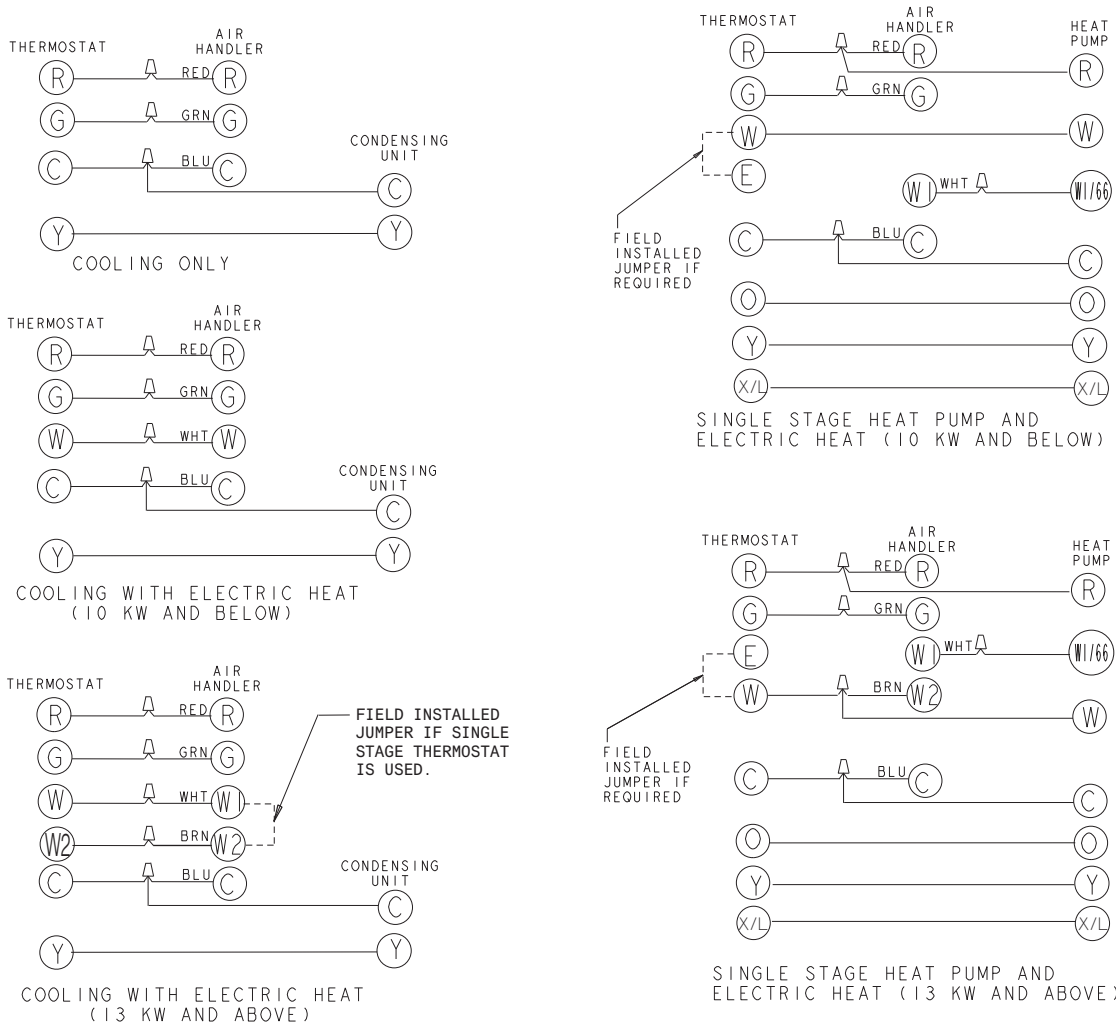 THERMOSTAT
AIR
HANDLER
R RED R
G GRN G
C BLU C
CONDENSING
UNIT
C
Y Y
COOLING ONLY
THERMOSTAT
AIR
HANDLER
R RED R
G GRN G
W WHT W
C BLU C
CONDENSING
UNIT
C
Y Y
COOLING WITH ELECTRIC HEAT
(10 KW AND BELOW)
THERMOSTAT
AIR
HANDLER
R RED R
G GRN G
W WHT W1
W2 BRN W2
C BLU C
FIELD INSTALLED
JUMPER IF SINGLE
STAGE THERMOSTAT
IS USED.
CONDENSING
UNIT
C
Y Y
COOLING WITH ELECTRIC HEAT
(13 KW AND ABOVE)
THERMOSTAT
AIR
HANDLER
HEAT
PUMP
R RED R
R
G GRN G
W W
E
W1 WHT W1/66
FIELD
INSTALLED
JUMPER IF
REQUIRED
C BLU C
C
O O
Y Y
X/L X/L
SINGLE STAGE HEAT PUMP AND
ELECTRIC HEAT (10 KW AND BELOW)
THERMOSTAT
AIR
HANDLER
HEAT
PUMP
R RED R
R
G GRN G
E W1 WHT W1/66
W BRN W2
W
FIELD
INSTALLED
JUMPER IF
REQUIRED
C BLU C
C
O O
Y Y
X/L X/L
SINGLE STAGE HEAT PUMP AND
ELECTRIC HEAT (13 KW AND ABOVE)